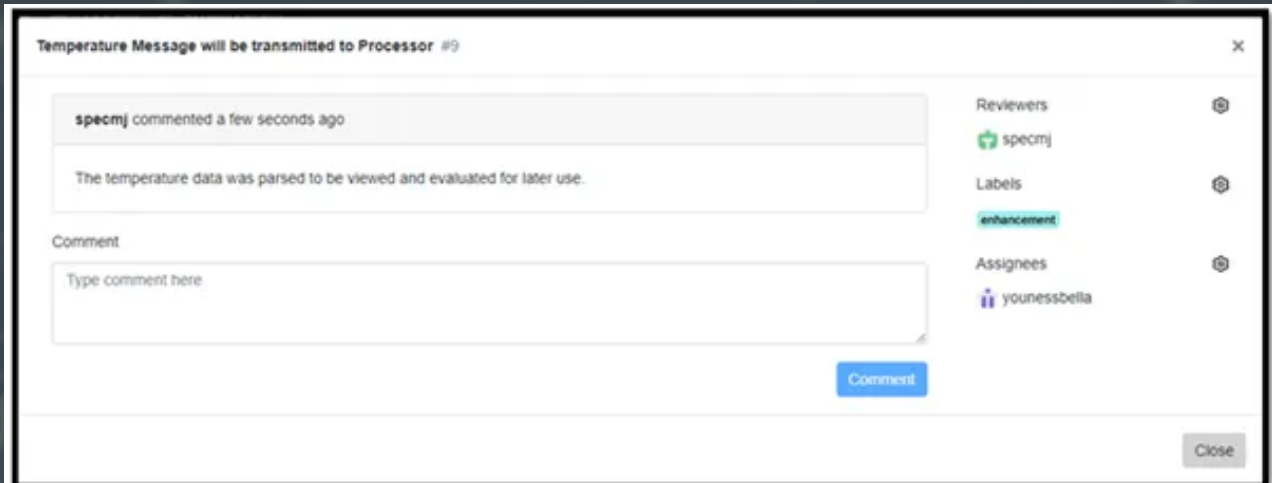 Temperature Message will be transmitted to Processor #9
specmj commented a few seconds ago
The temperature data was parsed to be viewed and evaluated for later use.
Comment
Type comment here
Comment
Reviewers
specmj
Labels
enhancement
Assignees
younessbella
Close